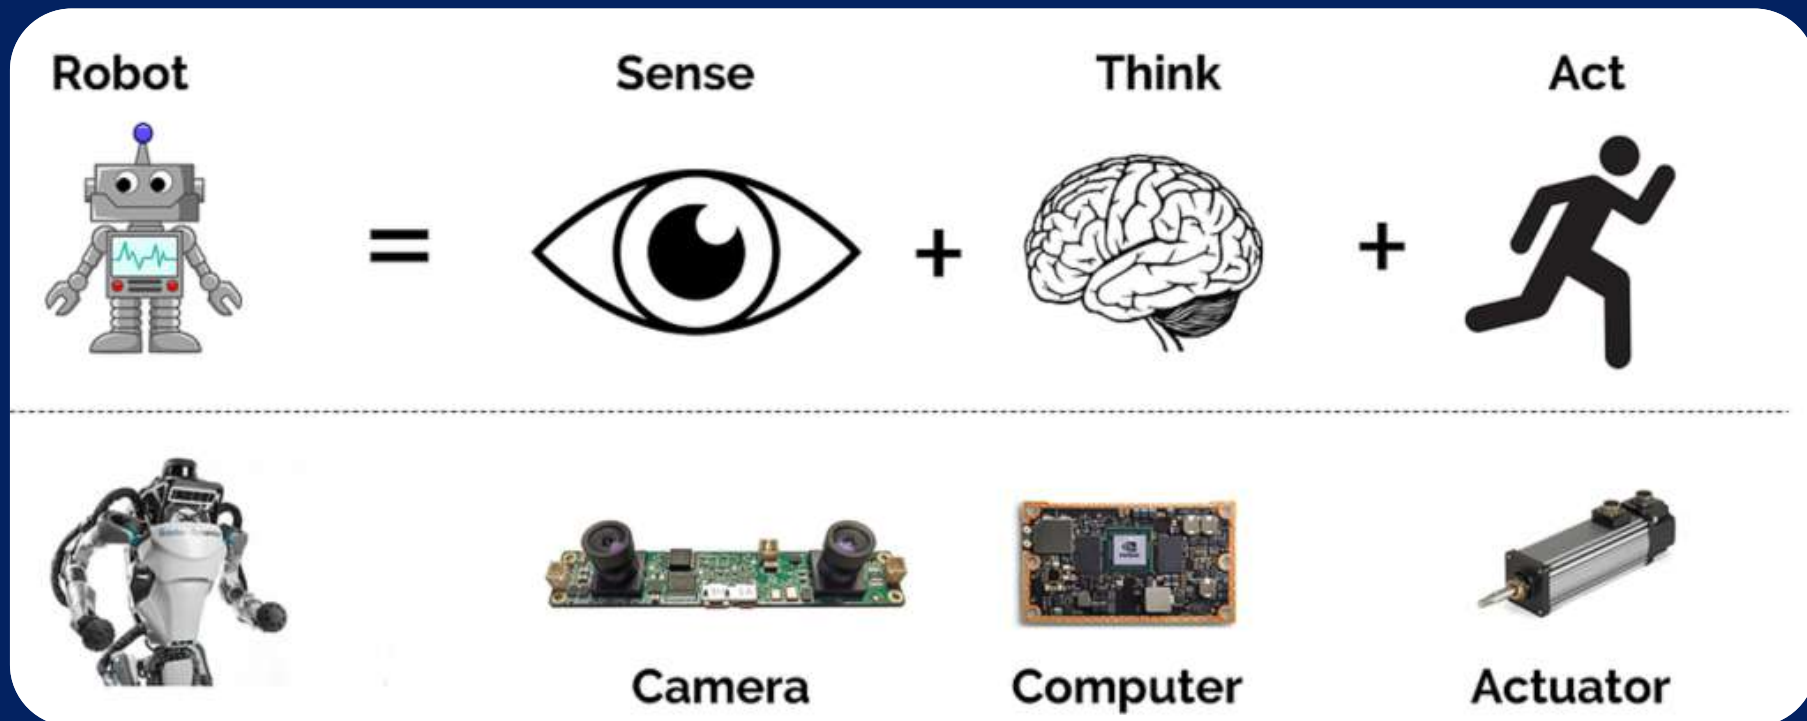 Robot Sense Think Act
= + +
Camera Computer Actuator